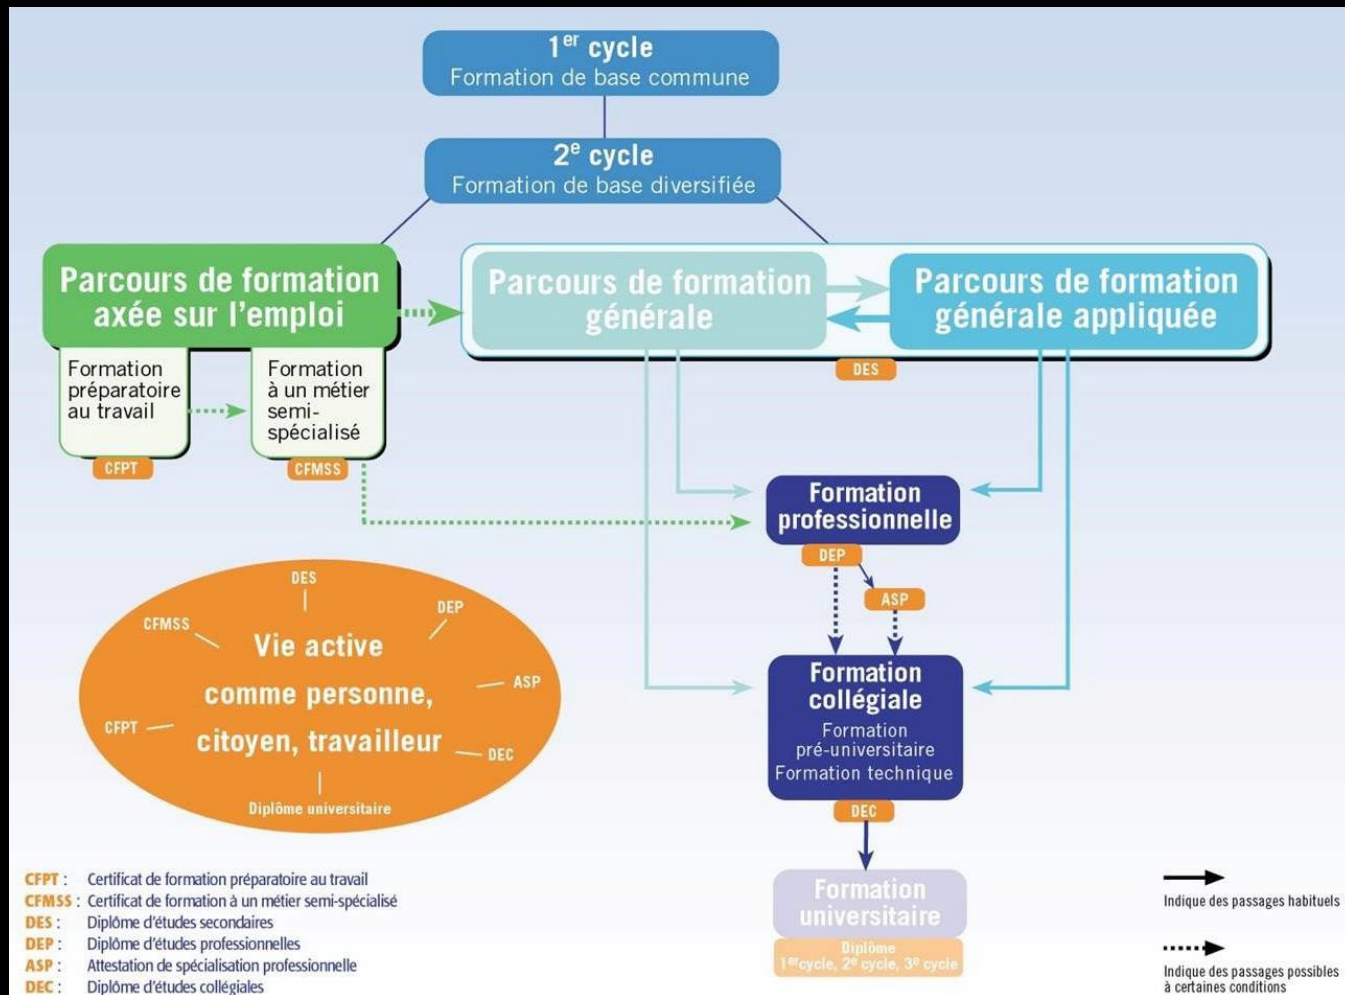 1er cycle
Formation de base commune
2e cycle
Formation de base diversifiée
Parcours de formation
axée sur l'emploi
Parcours de formation
générale
Parcours de formation
générale appliquée
DES
Formation
préparatoire
au travail
CFPT
Formation
à un métier
semi-
spécialisé
CFMSS
Formation
professionnelle
DEP
ASP
Formation
collégiale
Formation
pré-universitaire
Formation technique
DEC
Formation
universitaire
Diplôme
1er cycle, 2e cycle, 3e cycle
DES
DEP
CFMSS
Vie active
comme personne,
citoyen, travailleur
ASP
CFPT
DEC
Diplôme universitaire
CFPT : Certificat de formation préparatoire au travail
CFMSS : Certificat de formation à un métier semi-spécialisé
DES : Diplôme d'études secondaires
DEP : Diplôme d'études professionnelles
ASP : Attestation de spécialisation professionnelle
DEC : Diplôme d'études collégiales
Indique des passages habituels
Indique des passages possibles
à certaines conditions